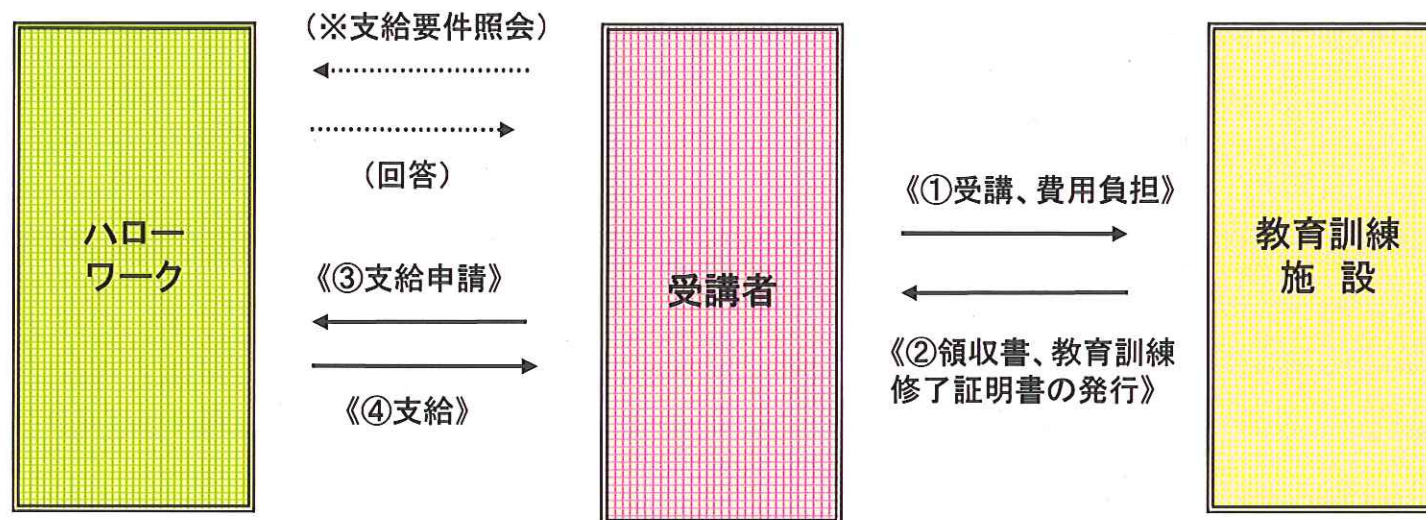 (※支給要件照会)
(回答)
ハロー
ワーク
《③支給申請》
《④支給》
受講者
《①受講、費用負担》
《②領収書、教育訓練
修了証明書の発行》
教育訓練
施 設